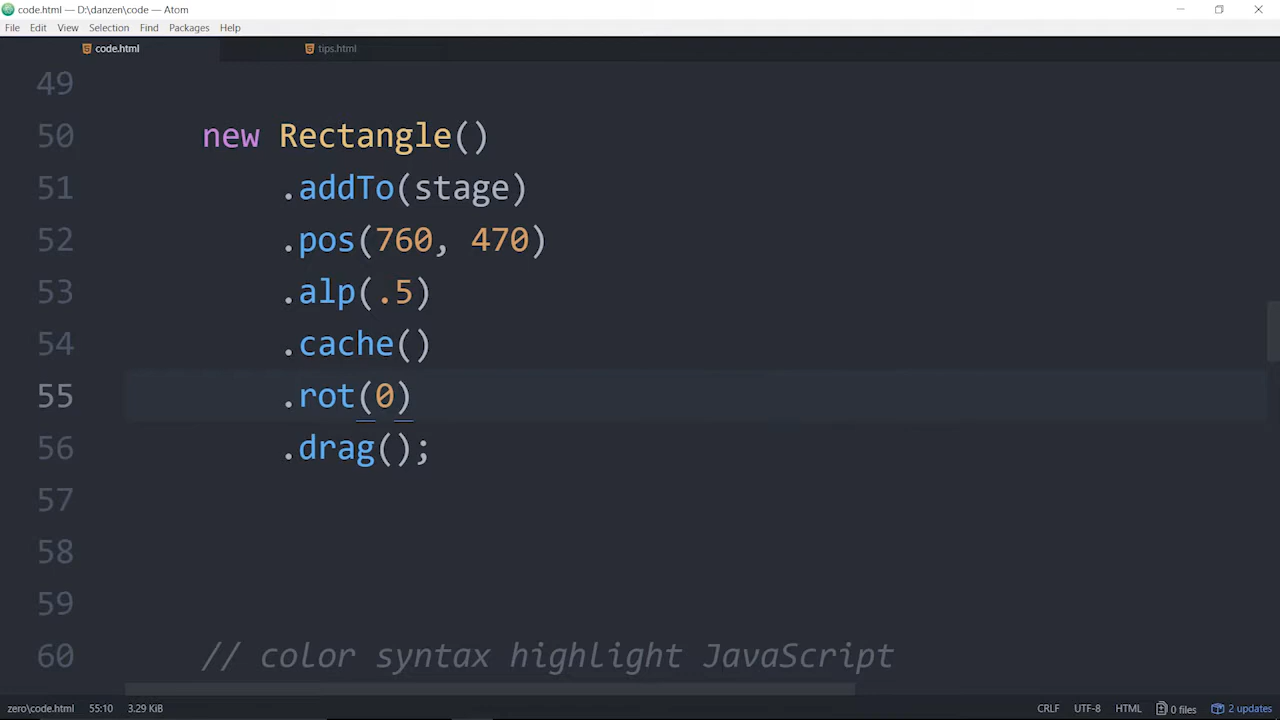 code.html — D:\danzen\code — Atom
File Edit View Selection Find Packages Help
code.html tips.html
49
50 new Rectangle()
51 .addTo(stage)
52 .pos(760, 470)
53 .alp(.5)
54 .cache()
55 .rot(0)
56 .drag();
57
58
59
60 // color syntax highlight JavaScript
zero\code.html 55:10 3.29 KiB CRLF UTF-8 HTML 0 files 2 updates